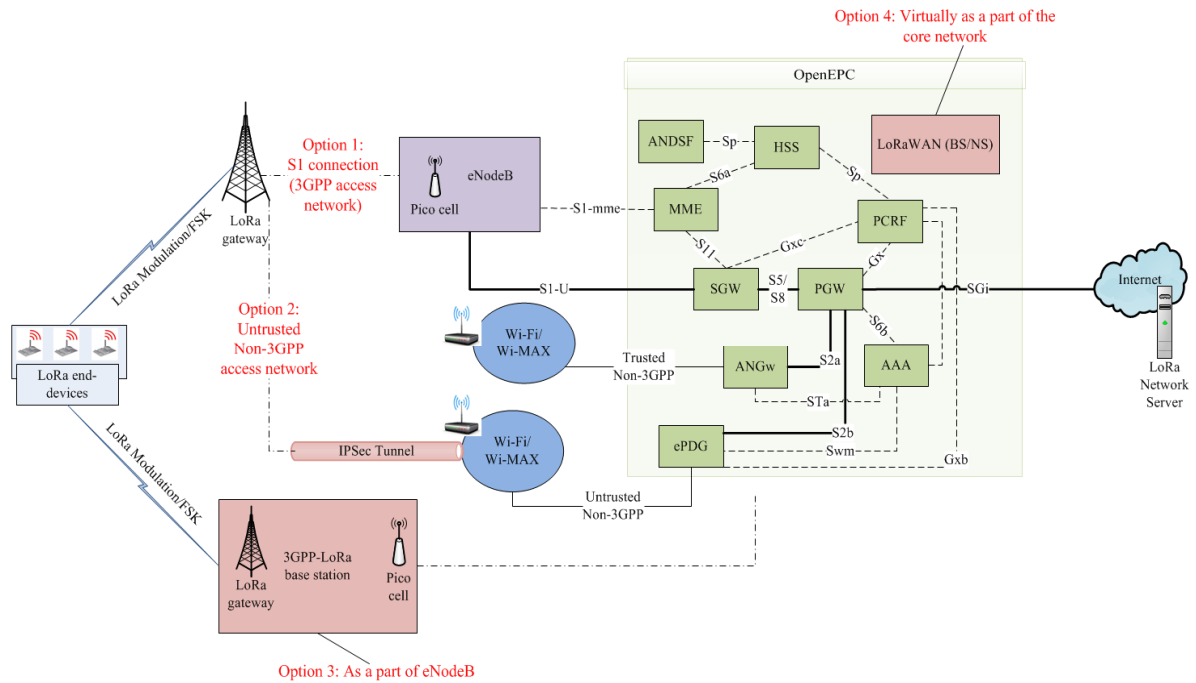 Option 4: Virtually as a part of the
core network
OpenEPC
Option 1:
S1 connection
(3GPP access
network)
LoRa
gateway
eNodeB
Pico cell
ANDSF
Sp
HSS
LoRaWAN (BS/NS)
S6a
Sp
S1-mme
MME
PCRF
LoRa Modulation/FSK
S11
Gxc
Gx
S1-U
SGW
S5/
S8
PGW
SGi
Internet
Option 2:
Untrusted
Non-3GPP
access network
Wi-Fi/
Wi-MAX
Trusted
Non-3GPP
ANGw
S2a
S6b
AAA
LoRa
Network
Server
LoRa end-
devices
STa
S2b
IPSec Tunnel
Wi-Fi/
Wi-MAX
ePDG
Swm
Gxb
LoRa Modulation/FSK
Untrusted
Non-3GPP
LoRa
gateway
3GPP-LoRa
base station
Pico
cell
Option 3: As a part of eNodeB